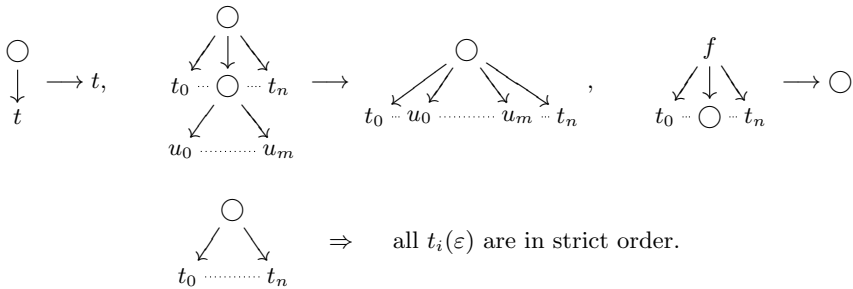 f
t ⟶ t, t₀ ··· ◯ ··· tₙ ⟶ , ⟶ ◯
t₀ ·· u₀ ············ uₘ ·· tₙ t₀ ·· ◯ ·· tₙ
u₀ ············ uₘ
⇒ all tᵢ(ε) are in strict order.
t₀ ············ tₙ